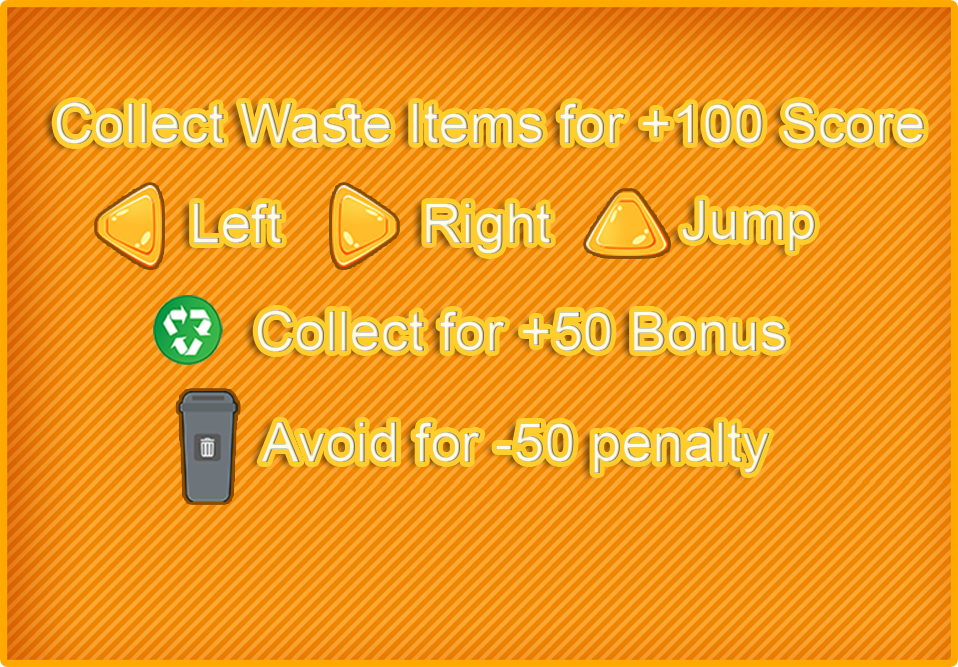 Collect Waste Items for +100 Score
Left Right Jump
Collect for +50 Bonus
Avoid for -50 penalty